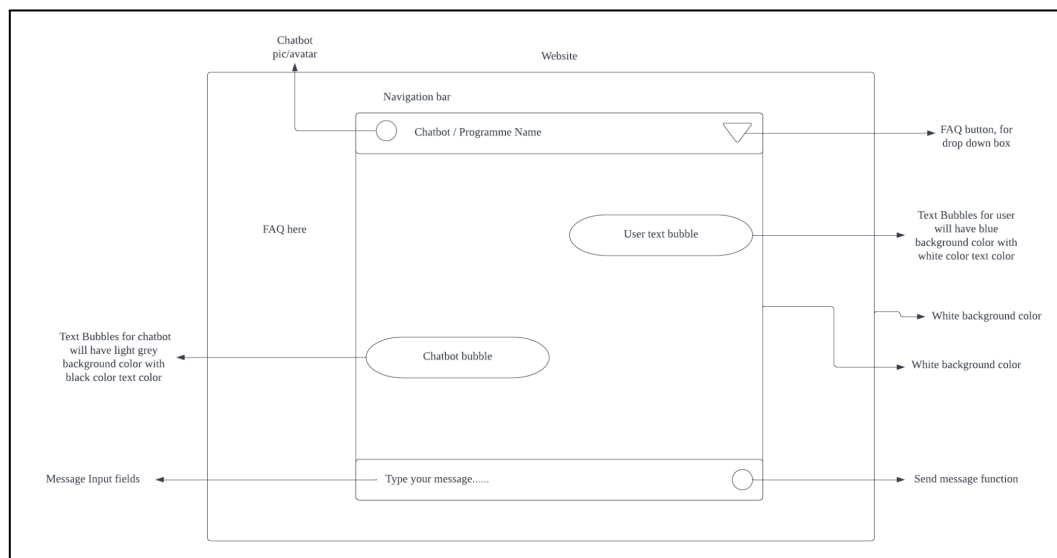 Chatbot
pic/avatar
Website
Navigation bar
Chatbot / Programme Name
FAQ button, for
drop down box
FAQ here
User text bubble
Text Bubbles for user
will have blue
background color with
white color text color
White background color
Text Bubbles for chatbot
will have light grey
background color with
black color text color
Chatbot bubble
White background color
Message Input fields
Type your message......
Send message function